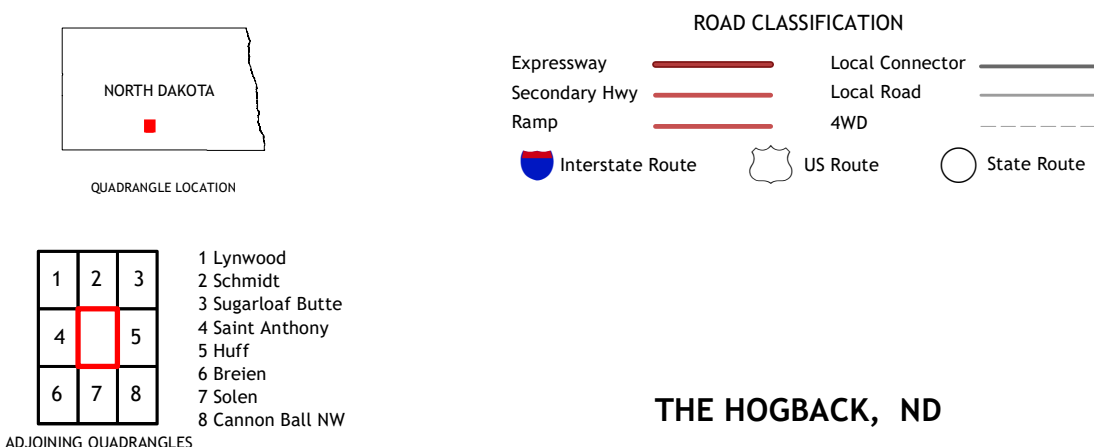 NORTH DAKOTA
QUADRANGLE LOCATION
ROAD CLASSIFICATION
Expressway
Local Connector
Secondary Hwy
Local Road
Ramp
4WD
Interstate Route
US Route
State Route
1 2 3
4 5
6 7 8
1 Lynwood
2 Schmidt
3 Sugarloaf Butte
4 Saint Anthony
5 Huff
6 Breien
7 Solen
8 Cannon Ball NW
ADJOINING QUADRANGLES
THE HOGBACK, ND